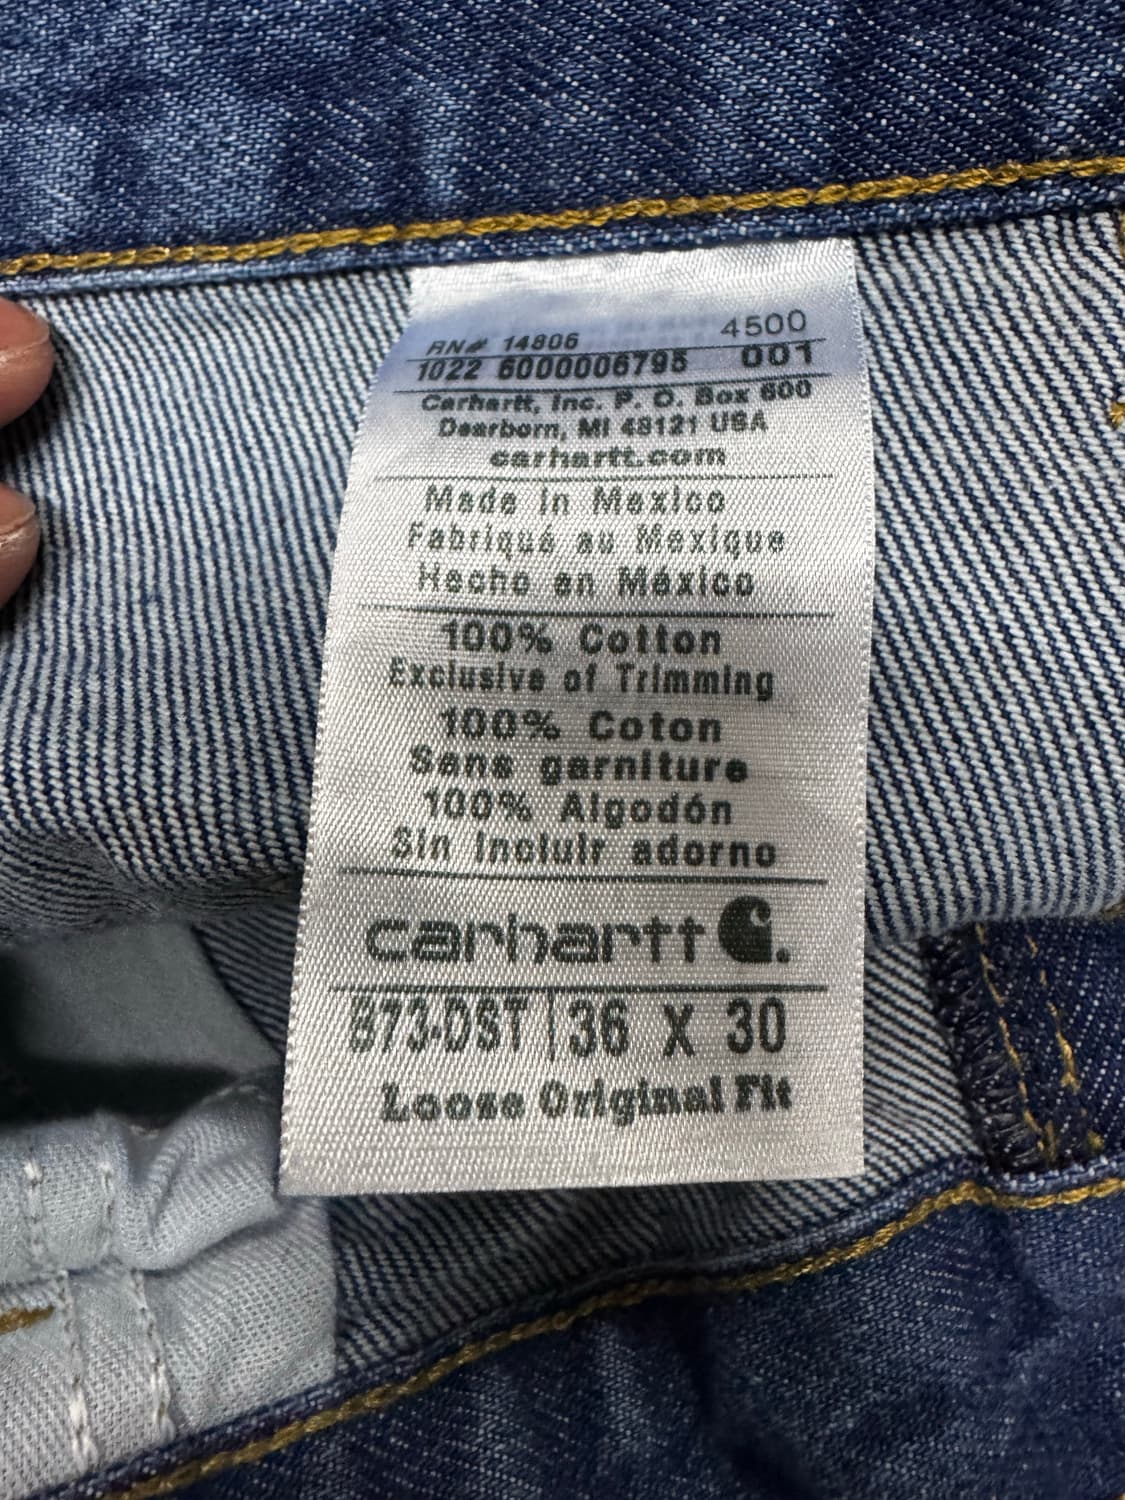 RN# 14806 4500
1022 6000006795 001
Carhartt, Inc. P. O. Box 600
Dearborn, MI 48121 USA
carhartt.com
Made in Mexico
Fabriqué au Mexique
Hecho en México
100% Cotton
Exclusive of Trimming
100% Coton
Sans garniture
100% Algodón
Sin incluir adorno
carhartt
B73-DST | 36 X 30
Loose Original Fit